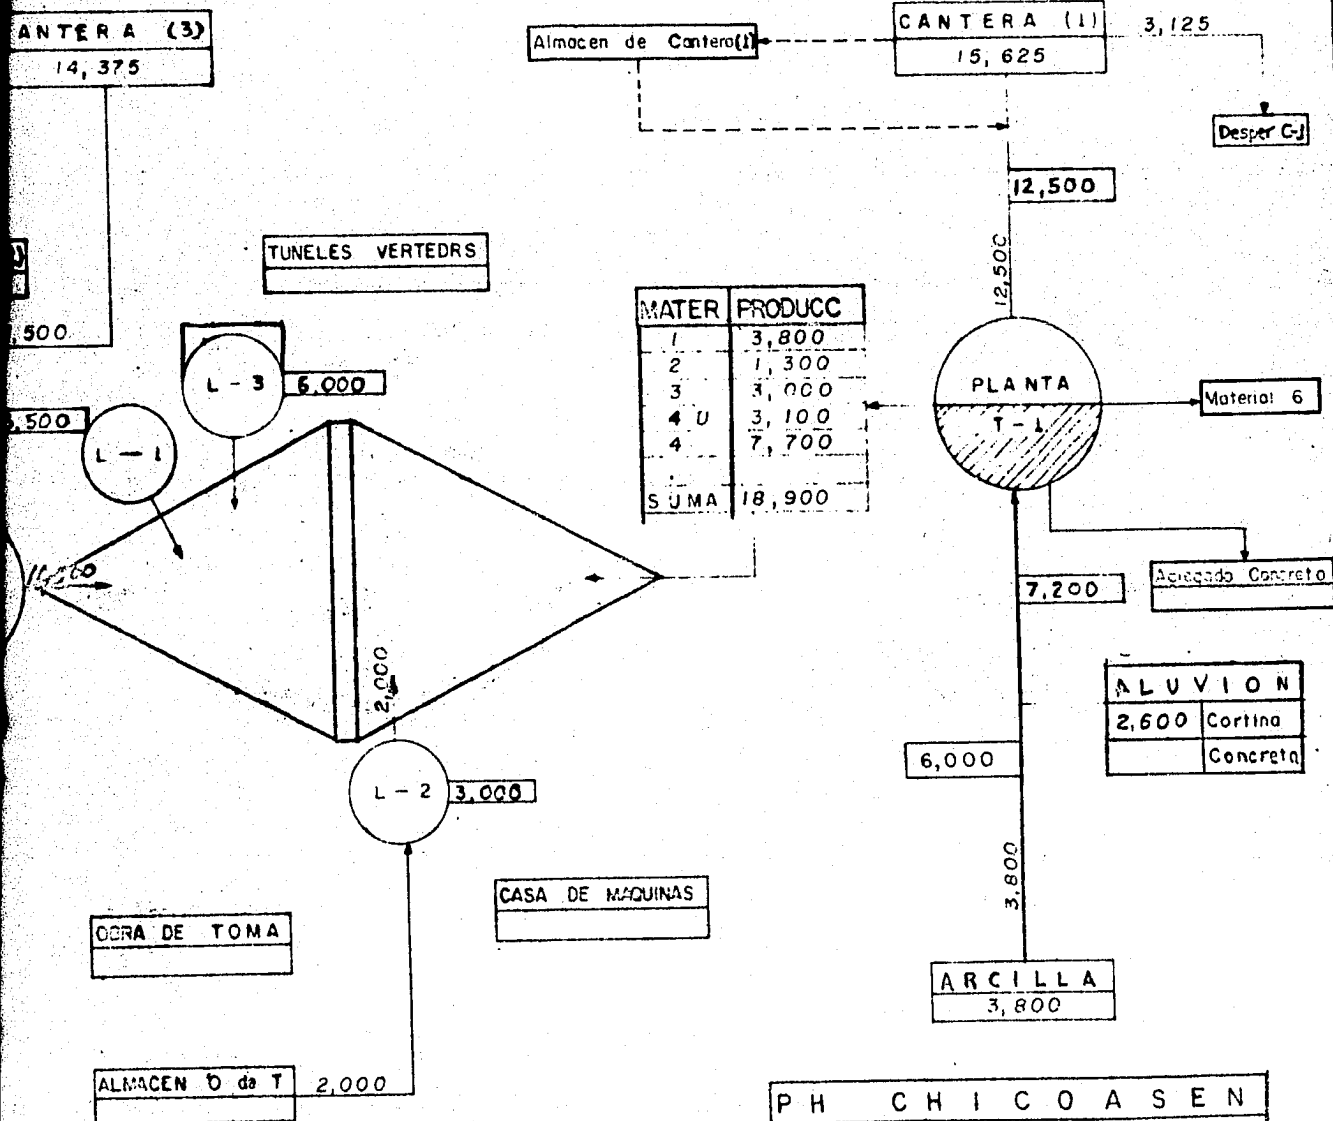 ANTERA (3)
14,375
Almacen de Cantera(1)
CANTERA (1)
15,625
3,125
Desper C-1
12,500
12,500
TUNELES VERTEDRS
,500
L - 3
6,000
,500
L - 1
MATER PRODUCC
1 3,800
2 1,300
3 3,000
4 U 3,100
4 7,700
SUMA 18,900
PLANTA
T - 1
Material 6
Agregado Concreto
7,200
2,000
ALUVION
2,600 Cortina
Concreto
6,000
L - 2
3,000
3,800
CASA DE MAQUINAS
OBRA DE TOMA
ARCILLA
3,800
ALMACEN O da T
2,000
PH CHICOASEN